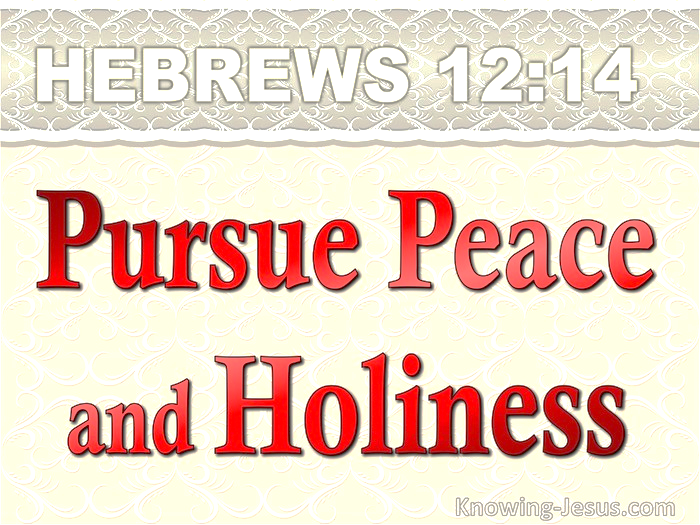 HEBREWS 12:14
Pursue Peace
and Holiness
Knowing-Jesus.com